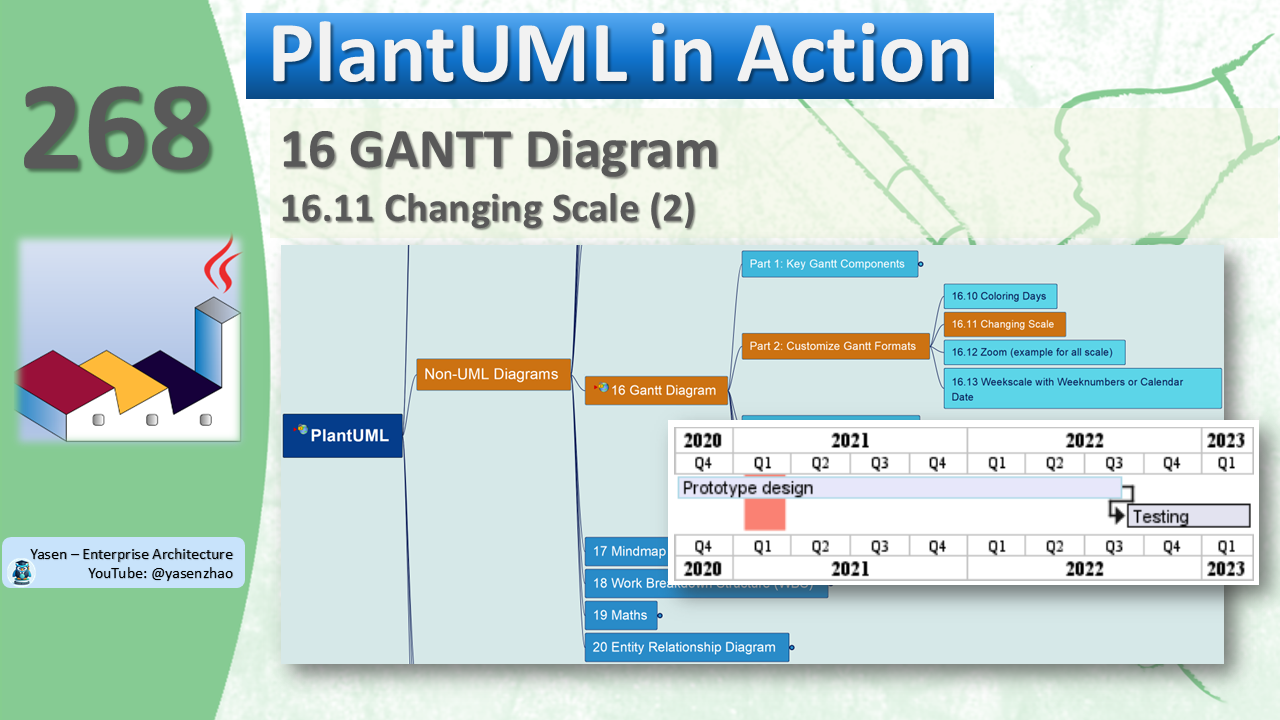 PlantUML in Action
268
16 GANTT Diagram
16.11 Changing Scale (2)
Part 1: Key Gantt Components
16.10 Coloring Days
16.11 Changing Scale
Part 2: Customize Gantt Formats
16.12 Zoom (example for all scale)
16.13 Weekscale with Weeknumbers or Calendar
Date
Non-UML Diagrams
16 Gantt Diagram
PlantUML
2020 2021 2022 2023
Q4 Q1 Q2 Q3 Q4 Q1 Q2 Q3 Q4 Q1
Prototype design
Testing
Q4 Q1 Q2 Q3 Q4 Q1 Q2 Q3 Q4 Q1
2020 2021 2022 2023
17 Mindmap
18 Work Breakdown Structure (WBS)
19 Maths
20 Entity Relationship Diagram
Yasen – Enterprise Architecture
YouTube: @yasenzhao